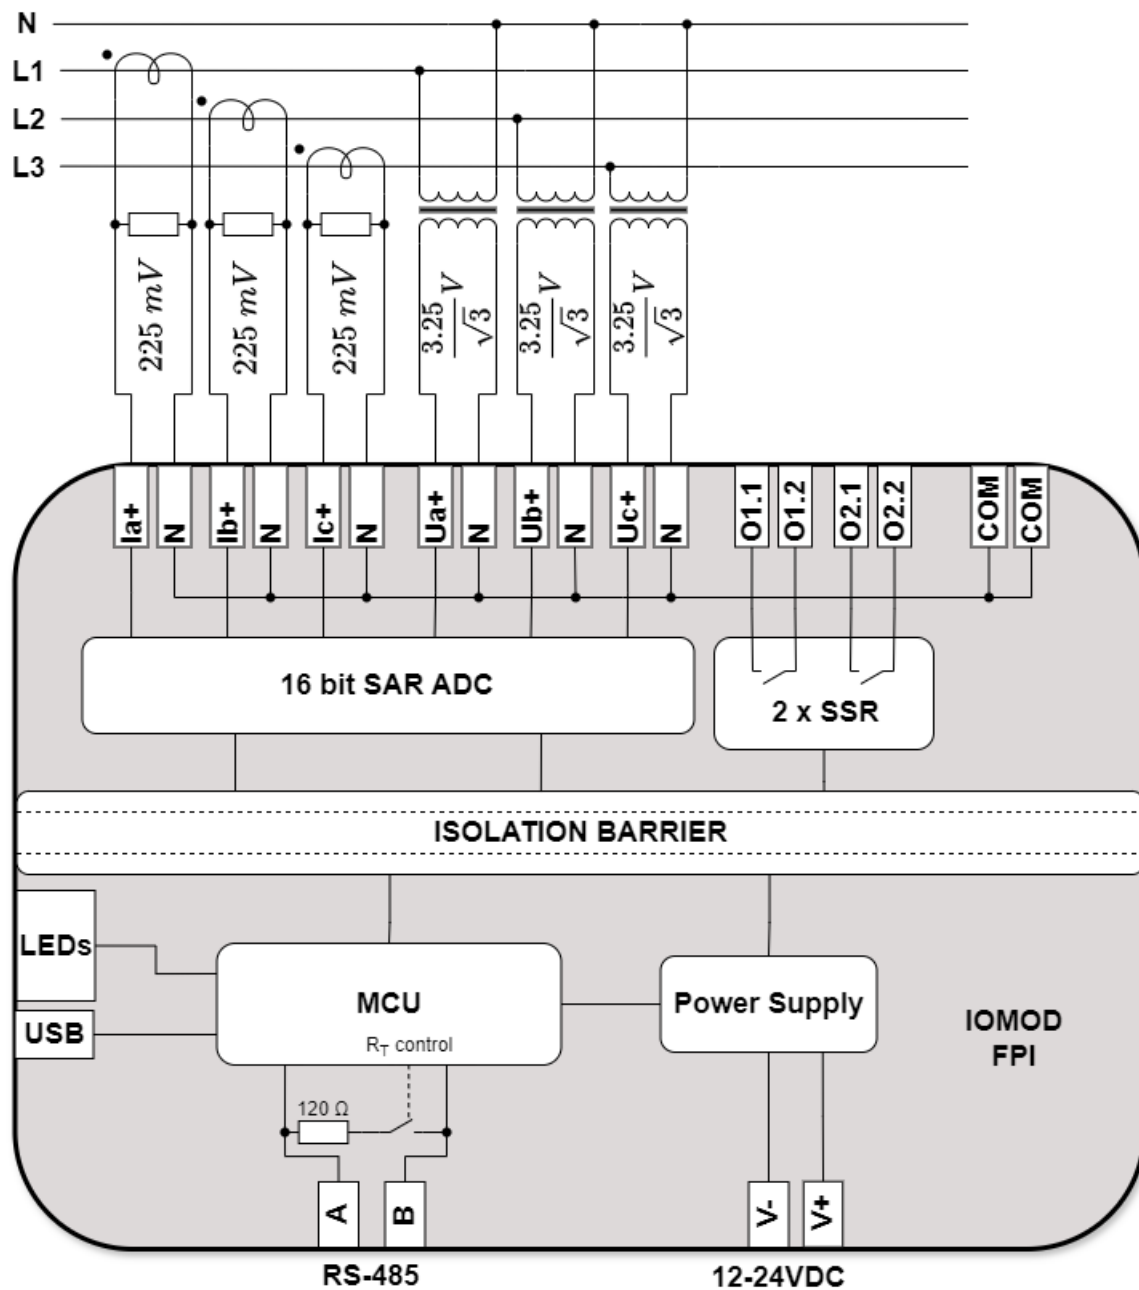 N
L1
L2
L3
225 mV
225 mV
225 mV
3.25/√3 V
3.25/√3 V
3.25/√3 V
Ia+
N
Ib+
N
Ic+
N
Ua+
N
Ub+
N
Uc+
N
O1.1
O1.2
O2.1
O2.2
COM
COM
16 bit SAR ADC
2 x SSR
ISOLATION BARRIER
LEDs
USB
MCU
R_T control
Power Supply
IOMOD
FPI
120 Ω
A
B
V-
V+
RS-485
12-24VDC